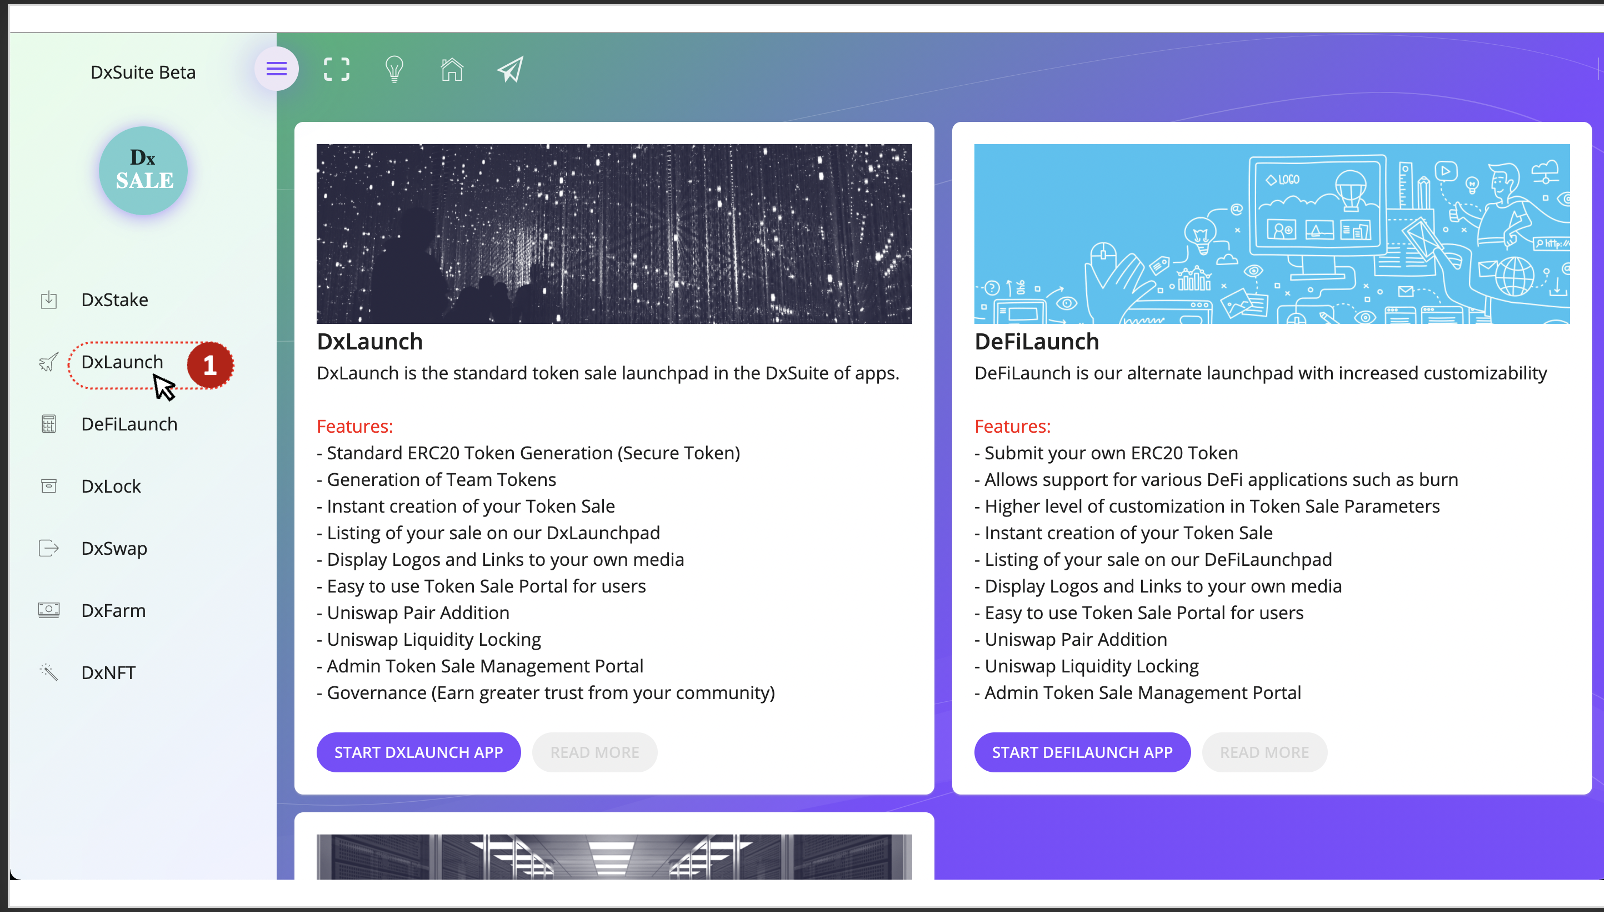 DxSuite Beta
Dx
SALE
DxStake
DxLaunch
1
DeFiLaunch
DxLock
DxSwap
DxFarm
DxNFT
DxLaunch
DxLaunch is the standard token sale launchpad in the DxSuite of apps.
Features:
- Standard ERC20 Token Generation (Secure Token)
- Generation of Team Tokens
- Instant creation of your Token Sale
- Listing of your sale on our DxLaunchpad
- Display Logos and Links to your own media
- Easy to use Token Sale Portal for users
- Uniswap Pair Addition
- Uniswap Liquidity Locking
- Admin Token Sale Management Portal
- Governance (Earn greater trust from your community)
START DXLAUNCH APP
READ MORE
LOGO
@
http://
?
DeFiLaunch
DeFiLaunch is our alternate launchpad with increased customizability
Features:
- Submit your own ERC20 Token
- Allows support for various DeFi applications such as burn
- Higher level of customization in Token Sale Parameters
- Instant creation of your Token Sale
- Listing of your sale on our DeFiLaunchpad
- Display Logos and Links to your own media
- Easy to use Token Sale Portal for users
- Uniswap Pair Addition
- Uniswap Liquidity Locking
- Admin Token Sale Management Portal
START DEFILAUNCH APP
READ MORE